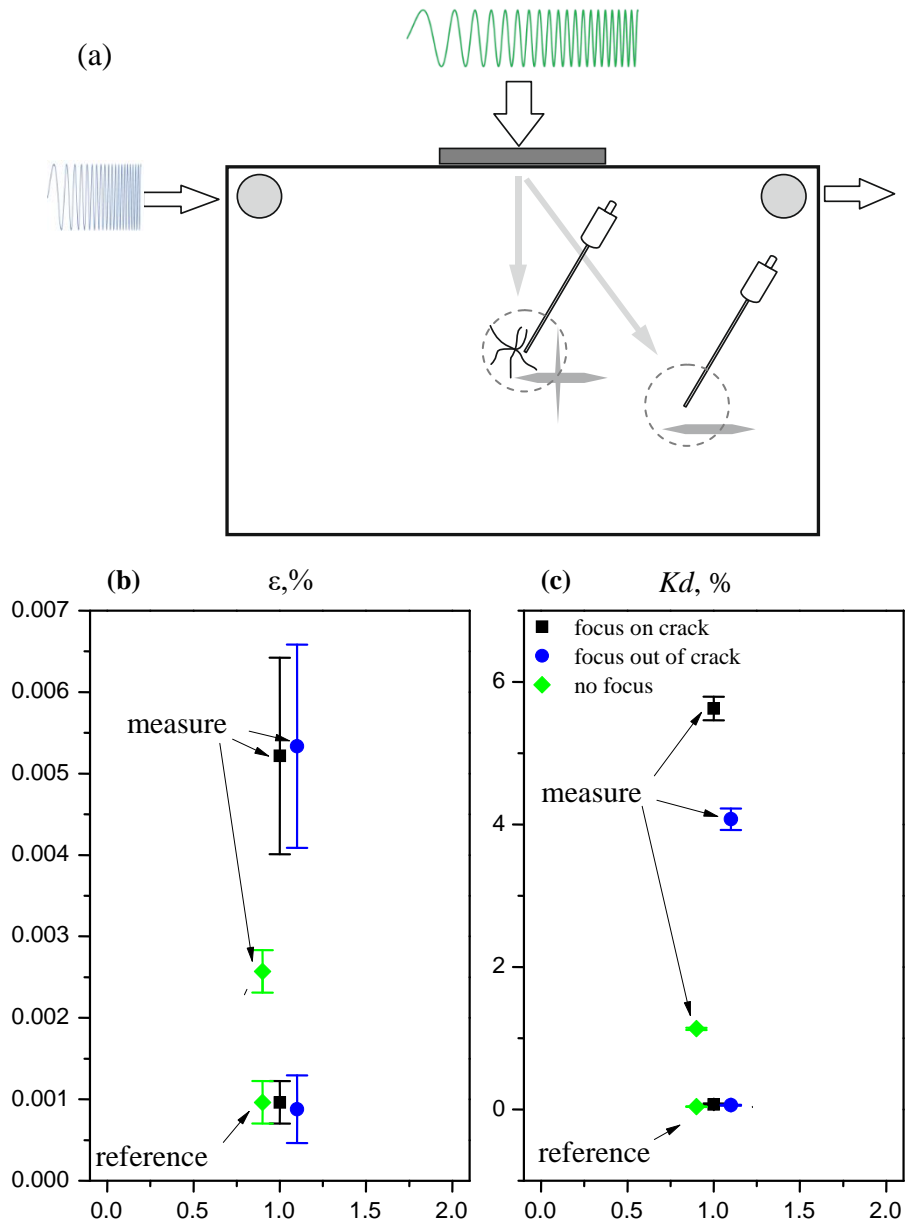 (a)
(b) ε,%
0.007
0.006
0.005
0.004
0.003
0.002
0.001
0.000
measure
reference
0.0 0.5 1.0 1.5 2.0
(c) Kd, %
focus on crack
focus out of crack
no focus
6
4
2
0
measure
reference
0.0 0.5 1.0 1.5 2.0